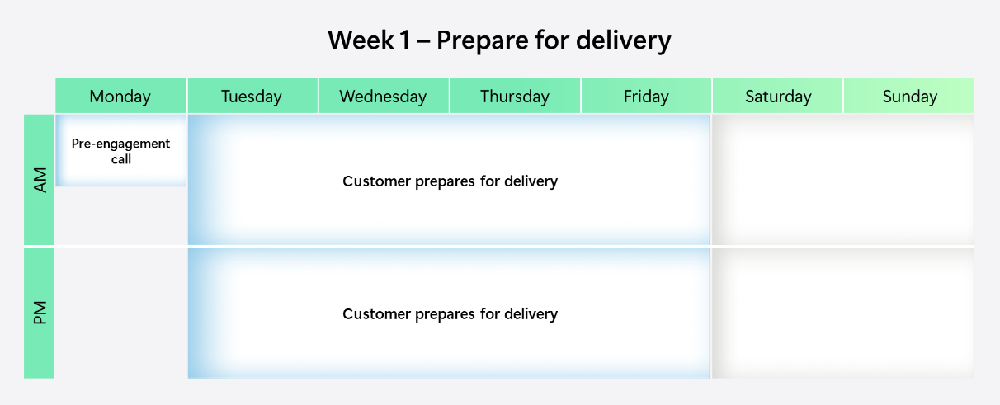 Week 1 – Prepare for delivery
Monday
Tuesday
Wednesday
Thursday
Friday
Saturday
Sunday
AM
Pre-engagement
call
Customer prepares for delivery
PM
Customer prepares for delivery